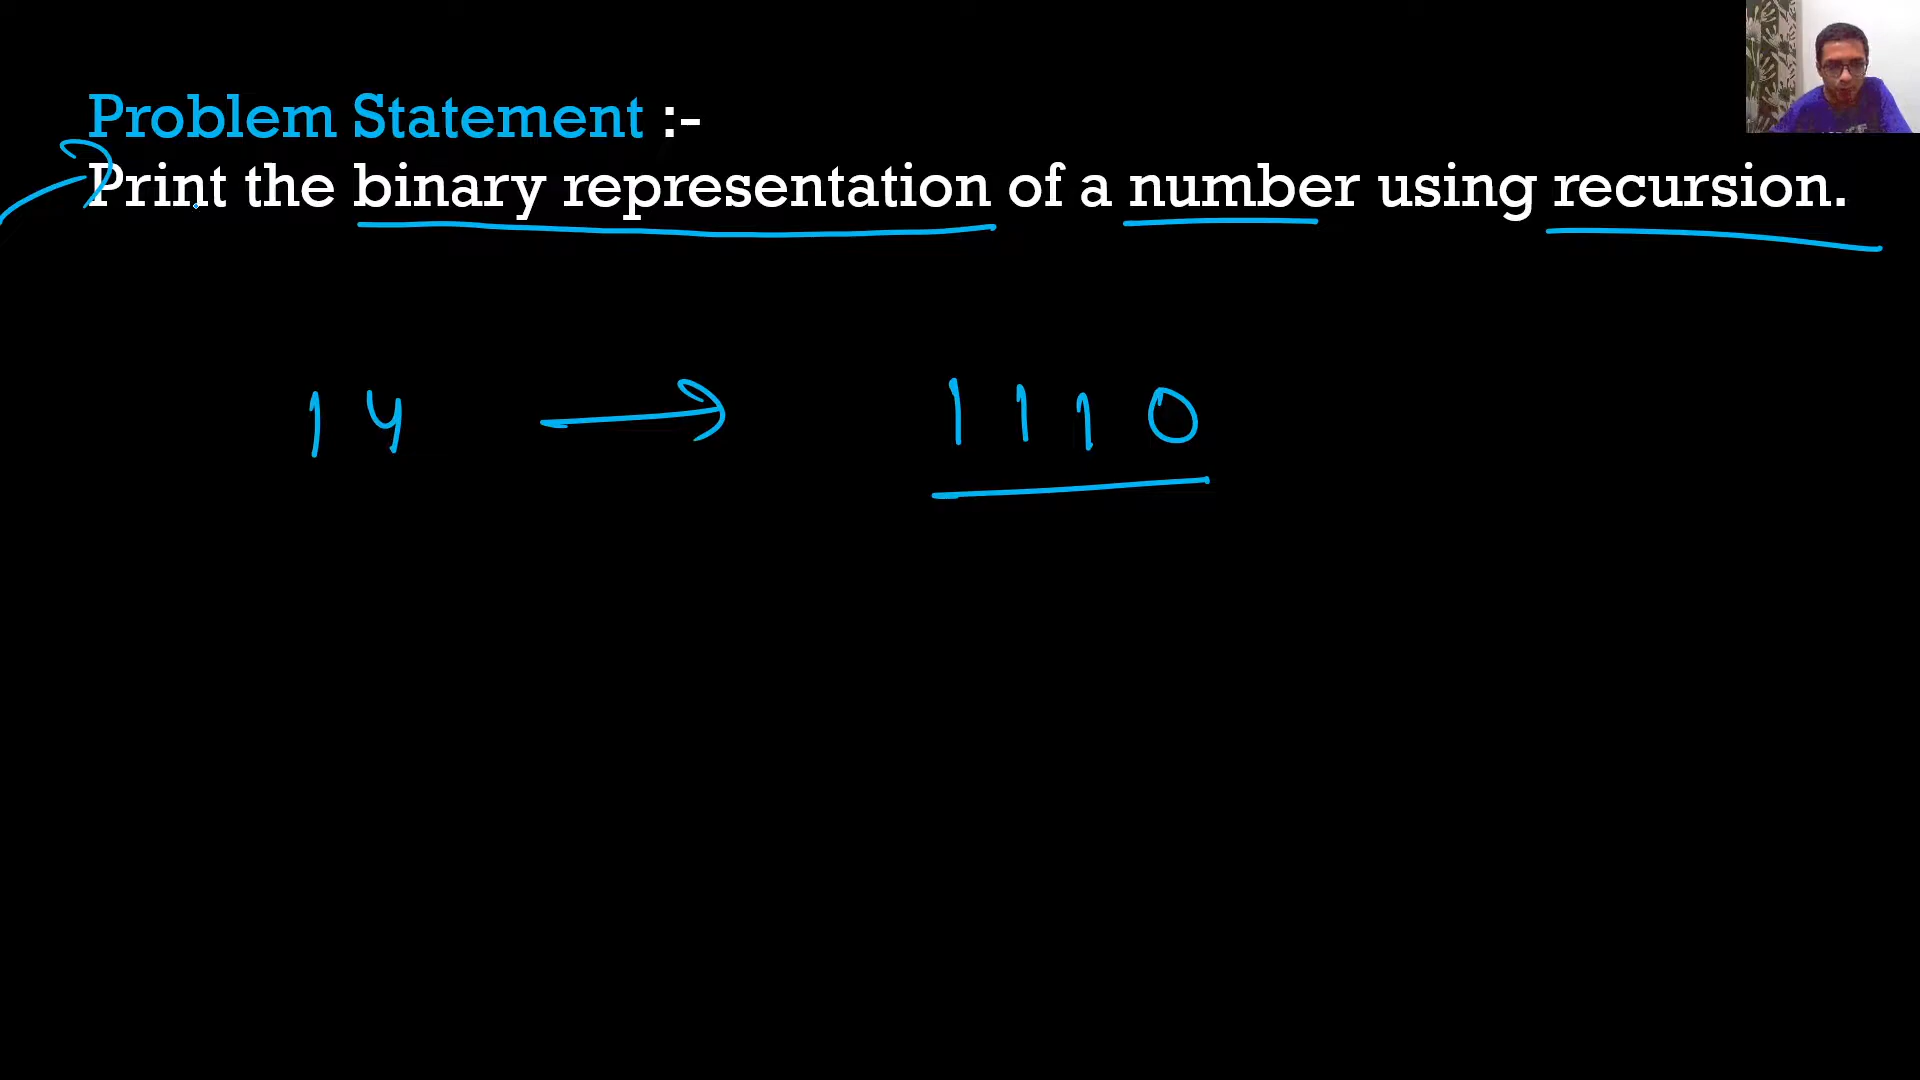 Problem Statement :-
Print the binary representation of a number using recursion.
14 → 1110